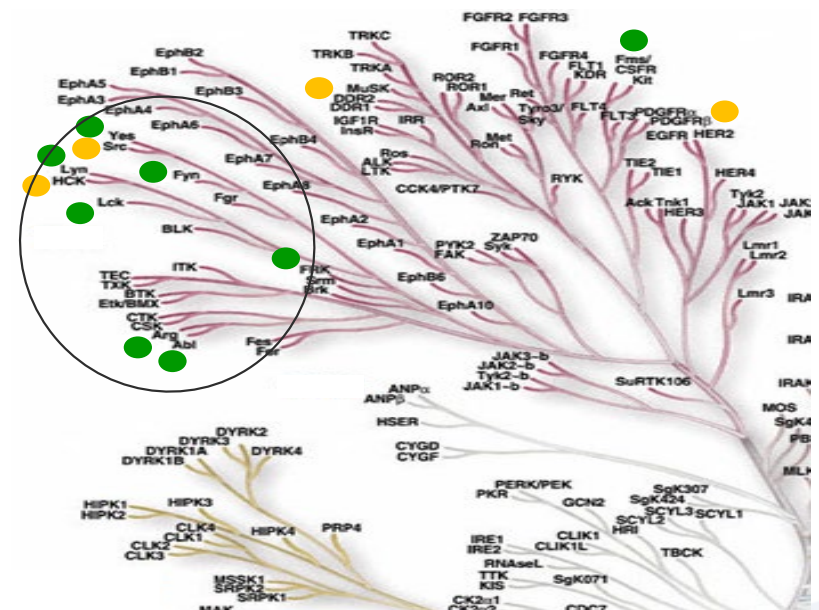 FGFR2 FGFR3
TRKC
TRKB
TRKA
FGFR1
FGFR4
FLT1
KDR
Fms/
CSFR
Kit
EphB2
EphB1
EphA5
EphA3
EphA4
EphB3
MuSK
DDR2
DDR1
ROR2
ROR1
Mer
Axl
Ret
Tyro3/
Sky
FLT4
FLT3
PDGFRα
PDGFRβ
EGFR
HER2
IGF1R
InsR
IRR
Met
Ron
EphA6
Yes
Src
EphB4
EphA7
Ros
ALK
LTK
TIE2
TIE1
HER4
RYK
Lyn
HCK
Fyn
EphA8
CCK4/PTK7
Tyk2
JAK1
Lck
Fgr
Ack
Tnk1
HER3
EphA2
BLK
EphA1
PYK2
FAK
ZAP70
Syk
Lmr1
Lmr2
Lmr3
ITK
TEC
TXK
BTK
Etk/BMX
FRK
Srm
Brk
EphB6
EphA10
CTK
CSK
Arg
Abl
Fes
Fer
JAK3~b
JAK2~b
Tyk2~b
JAK1~b
SuRTK106
ANPα
ANPβ
HSER
CYGD
CYGF
MOS
DYRK2
DYRK3
DYRK1A
DYRK1B
DYRK4
PERK/PEK
PKR
GCN2
SgK307
SgK424
SCYL3
SCYL2
SCYL1
HRI
HIPK1
HIPK2
HIPK3
CLK4
CLK1
CLK2
CLK3
HIPK4
PRP4
IRE1
IRE2
CLIK1
CLIK1L
TBCK
RNAseL
TTK
KIS
SgK071
MSSK1
SRPK2
SRPK1
CK2α1